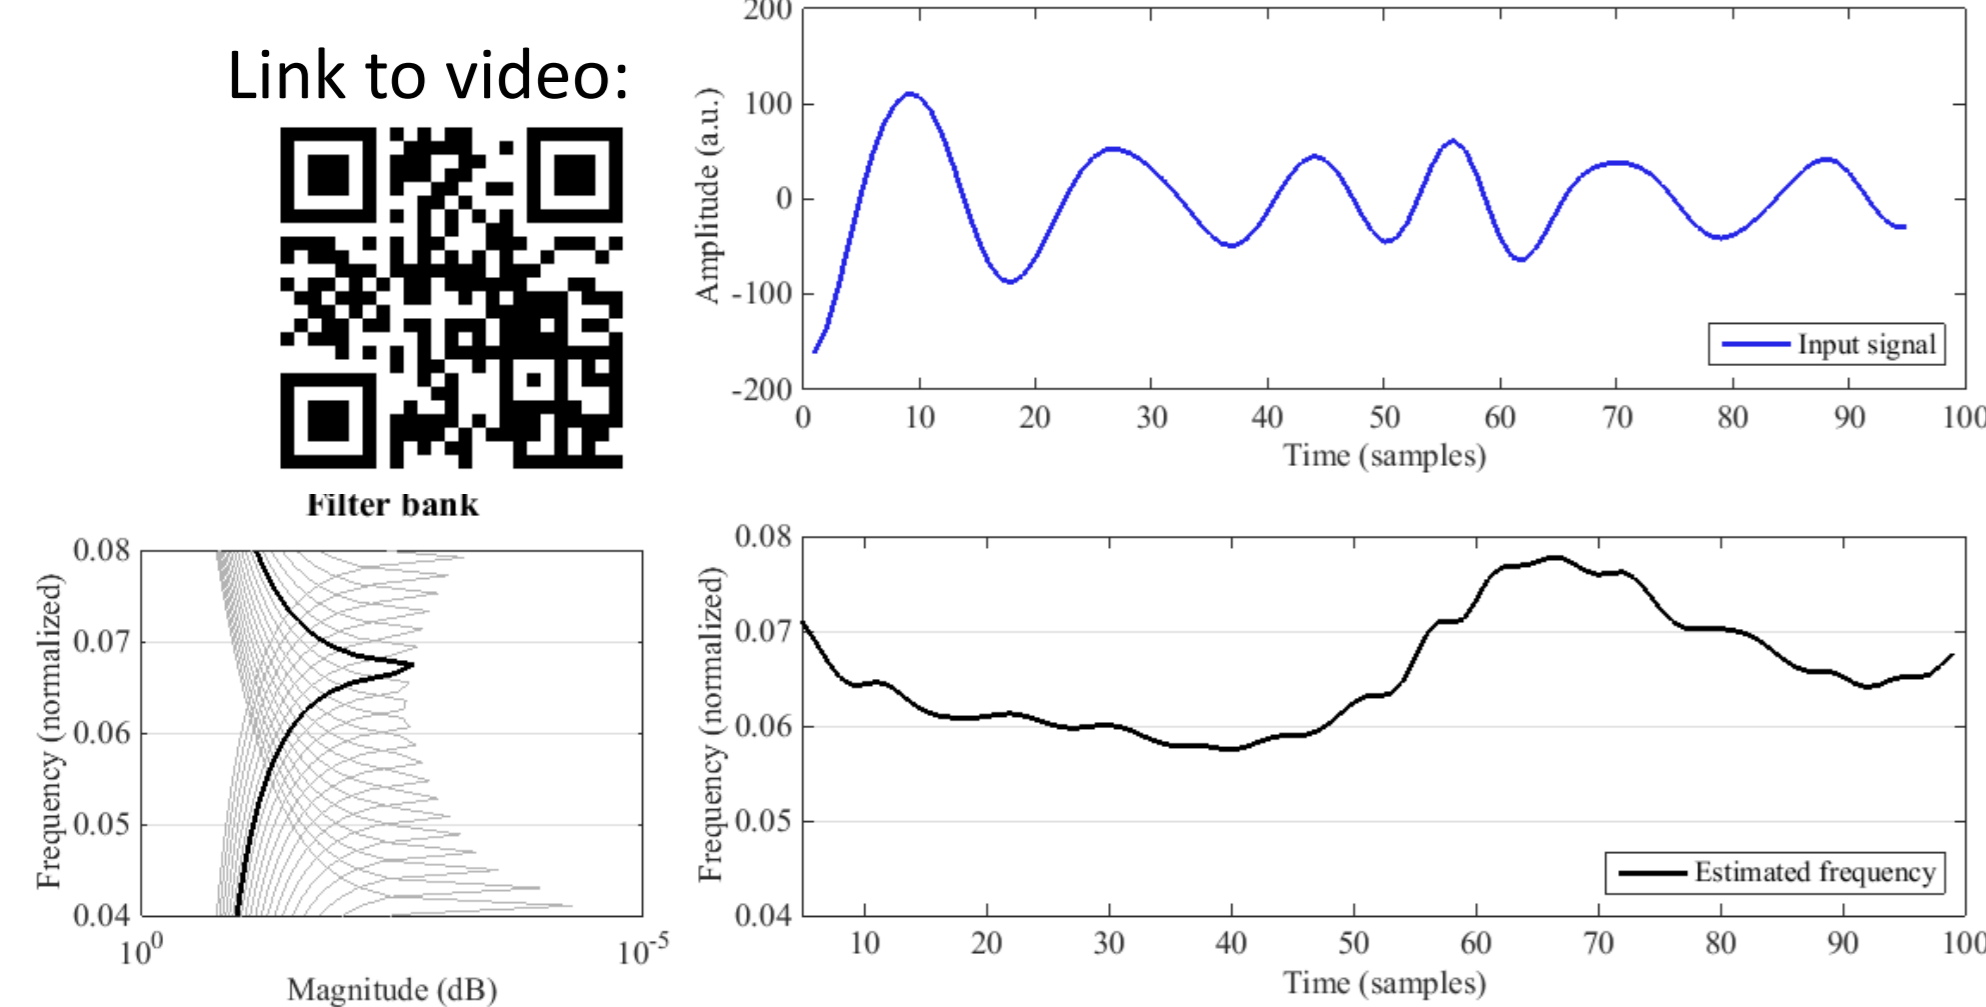 Link to video:
200
100
0
-100
-200
Amplitude (a.u.)
Input signal
0 10 20 30 40 50 60 70 80 90 100
Time (samples)
Filter bank
0.08
0.07
0.06
0.05
0.04
Frequency (normalized)
10^0 10^-5
Magnitude (dB)
0.08
0.07
0.06
0.05
0.04
Frequency (normalized)
Estimated frequency
10 20 30 40 50 60 70 80 90 100
Time (samples)